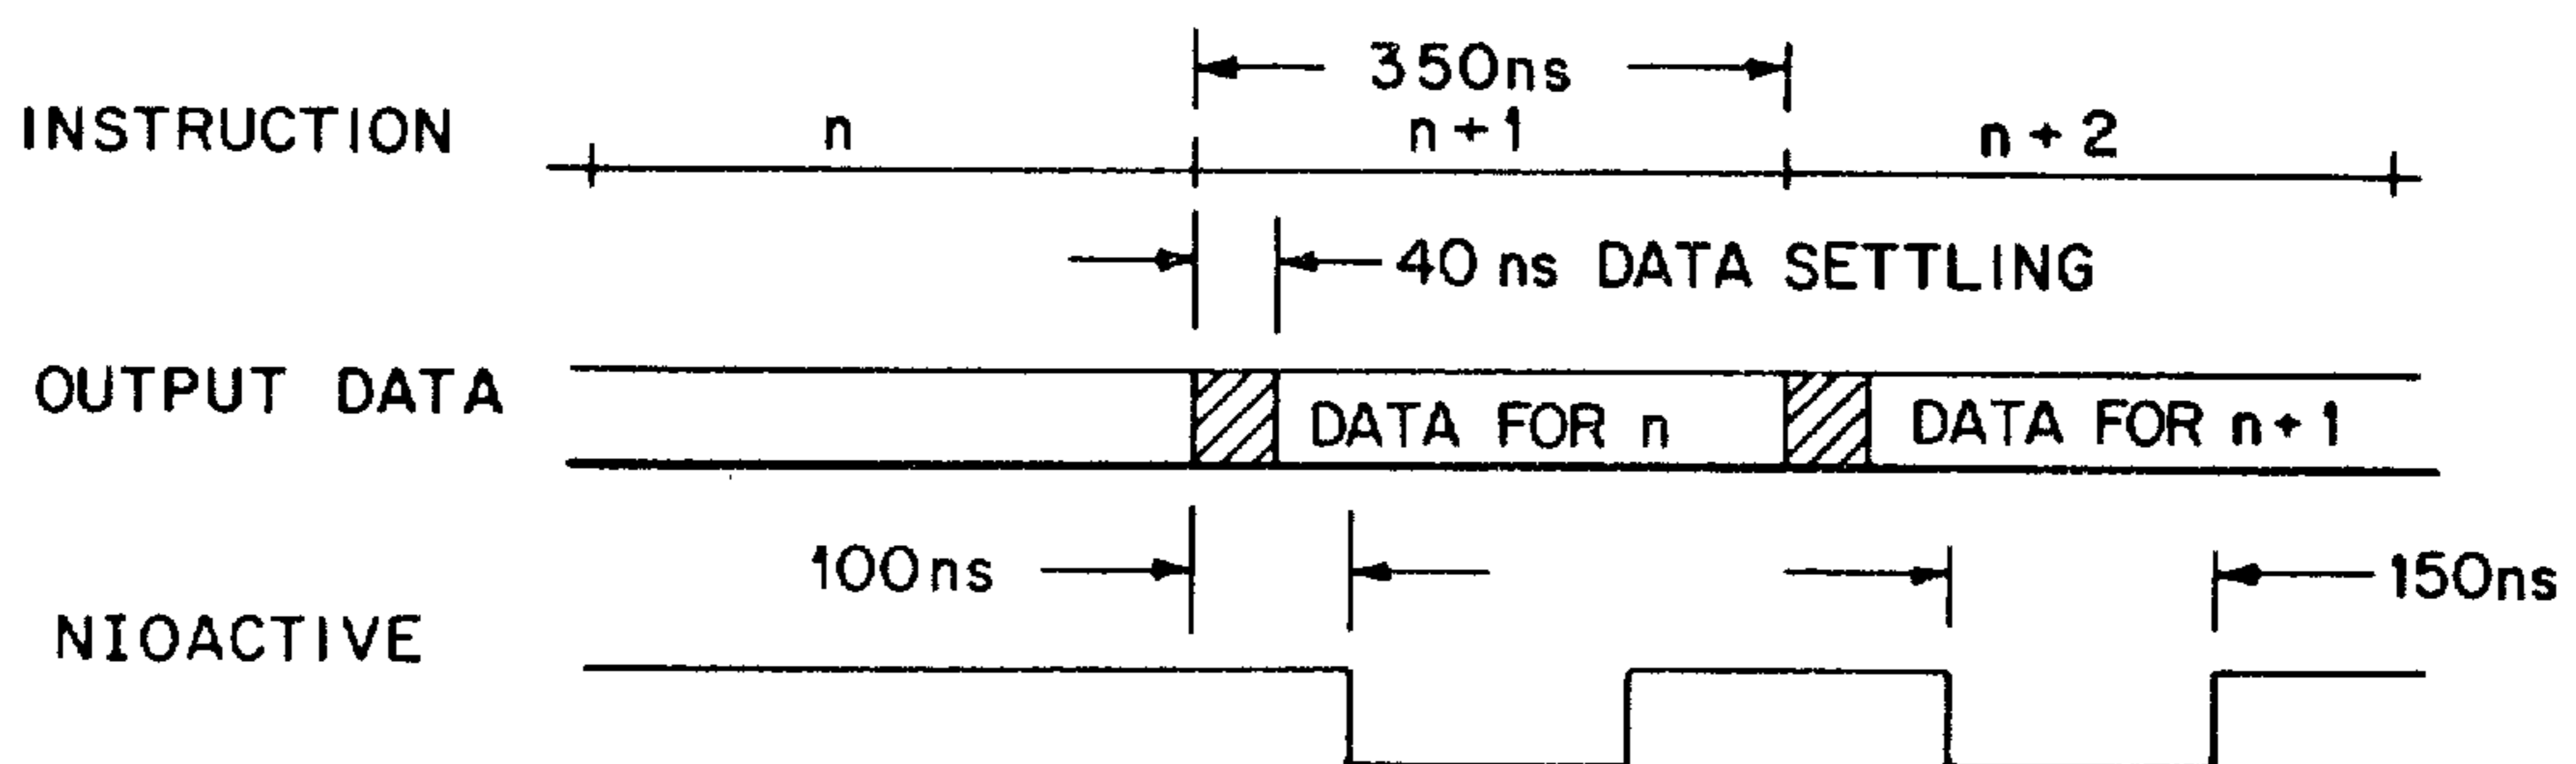 350ns
INSTRUCTION n n+1 n+2
40 ns DATA SETTLING
OUTPUT DATA DATA FOR n DATA FOR n+1
100ns 150ns
NIOACTIVE